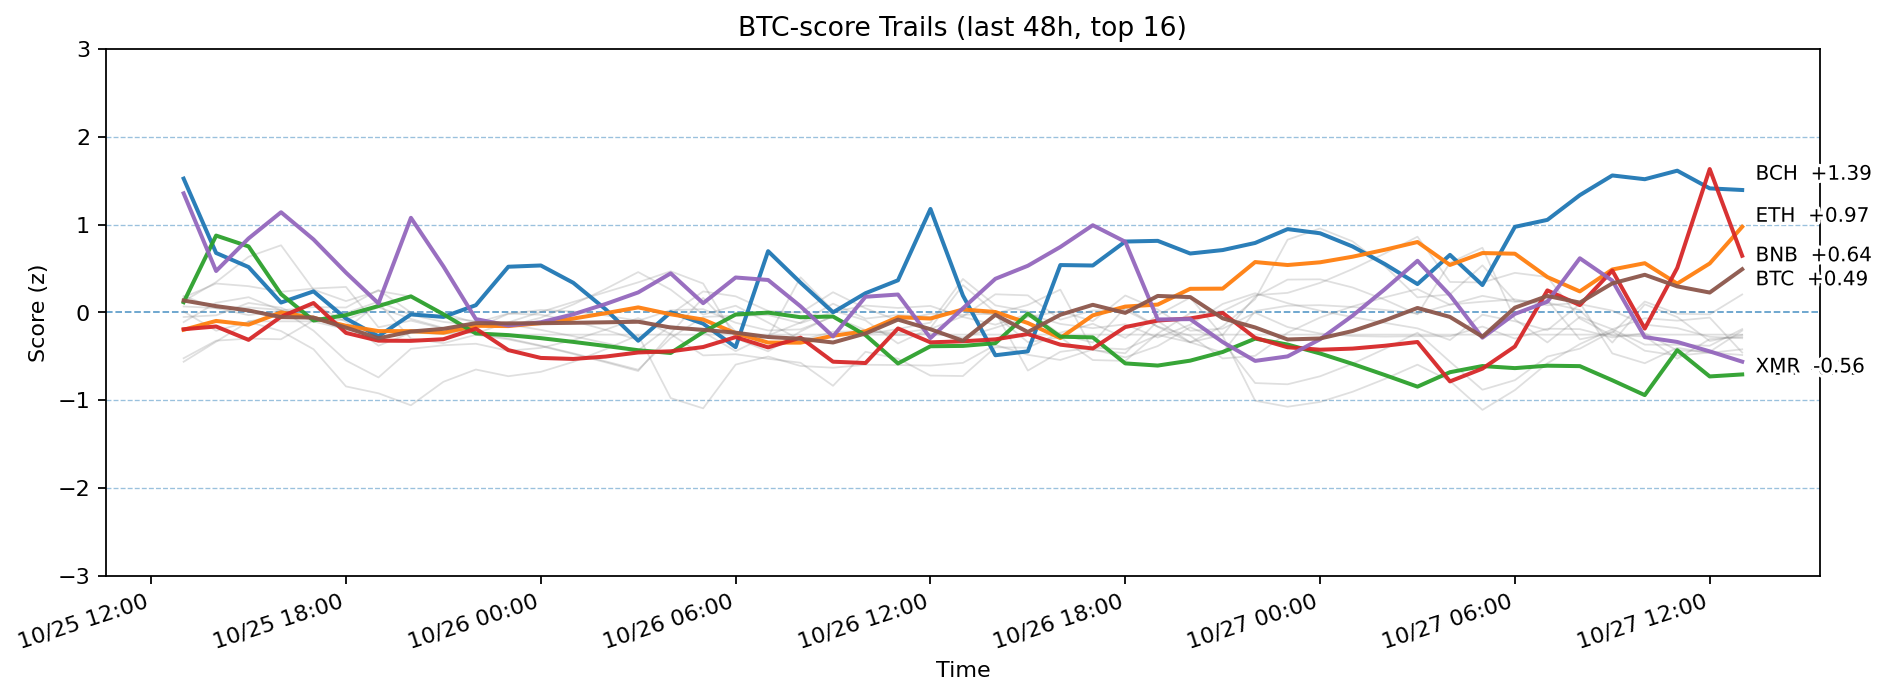 BTC-score Trails (last 48h, top 16)
Score (z)
3
2
1
0
−1
−2
−3
BCH +1.39
ETH +0.97
BNB +0.64
BTC +0.49
XMR -0.56
10/25 12:00
10/25 18:00
10/26 00:00
10/26 06:00
10/26 12:00
10/26 18:00
10/27 00:00
10/27 06:00
10/27 12:00
Time